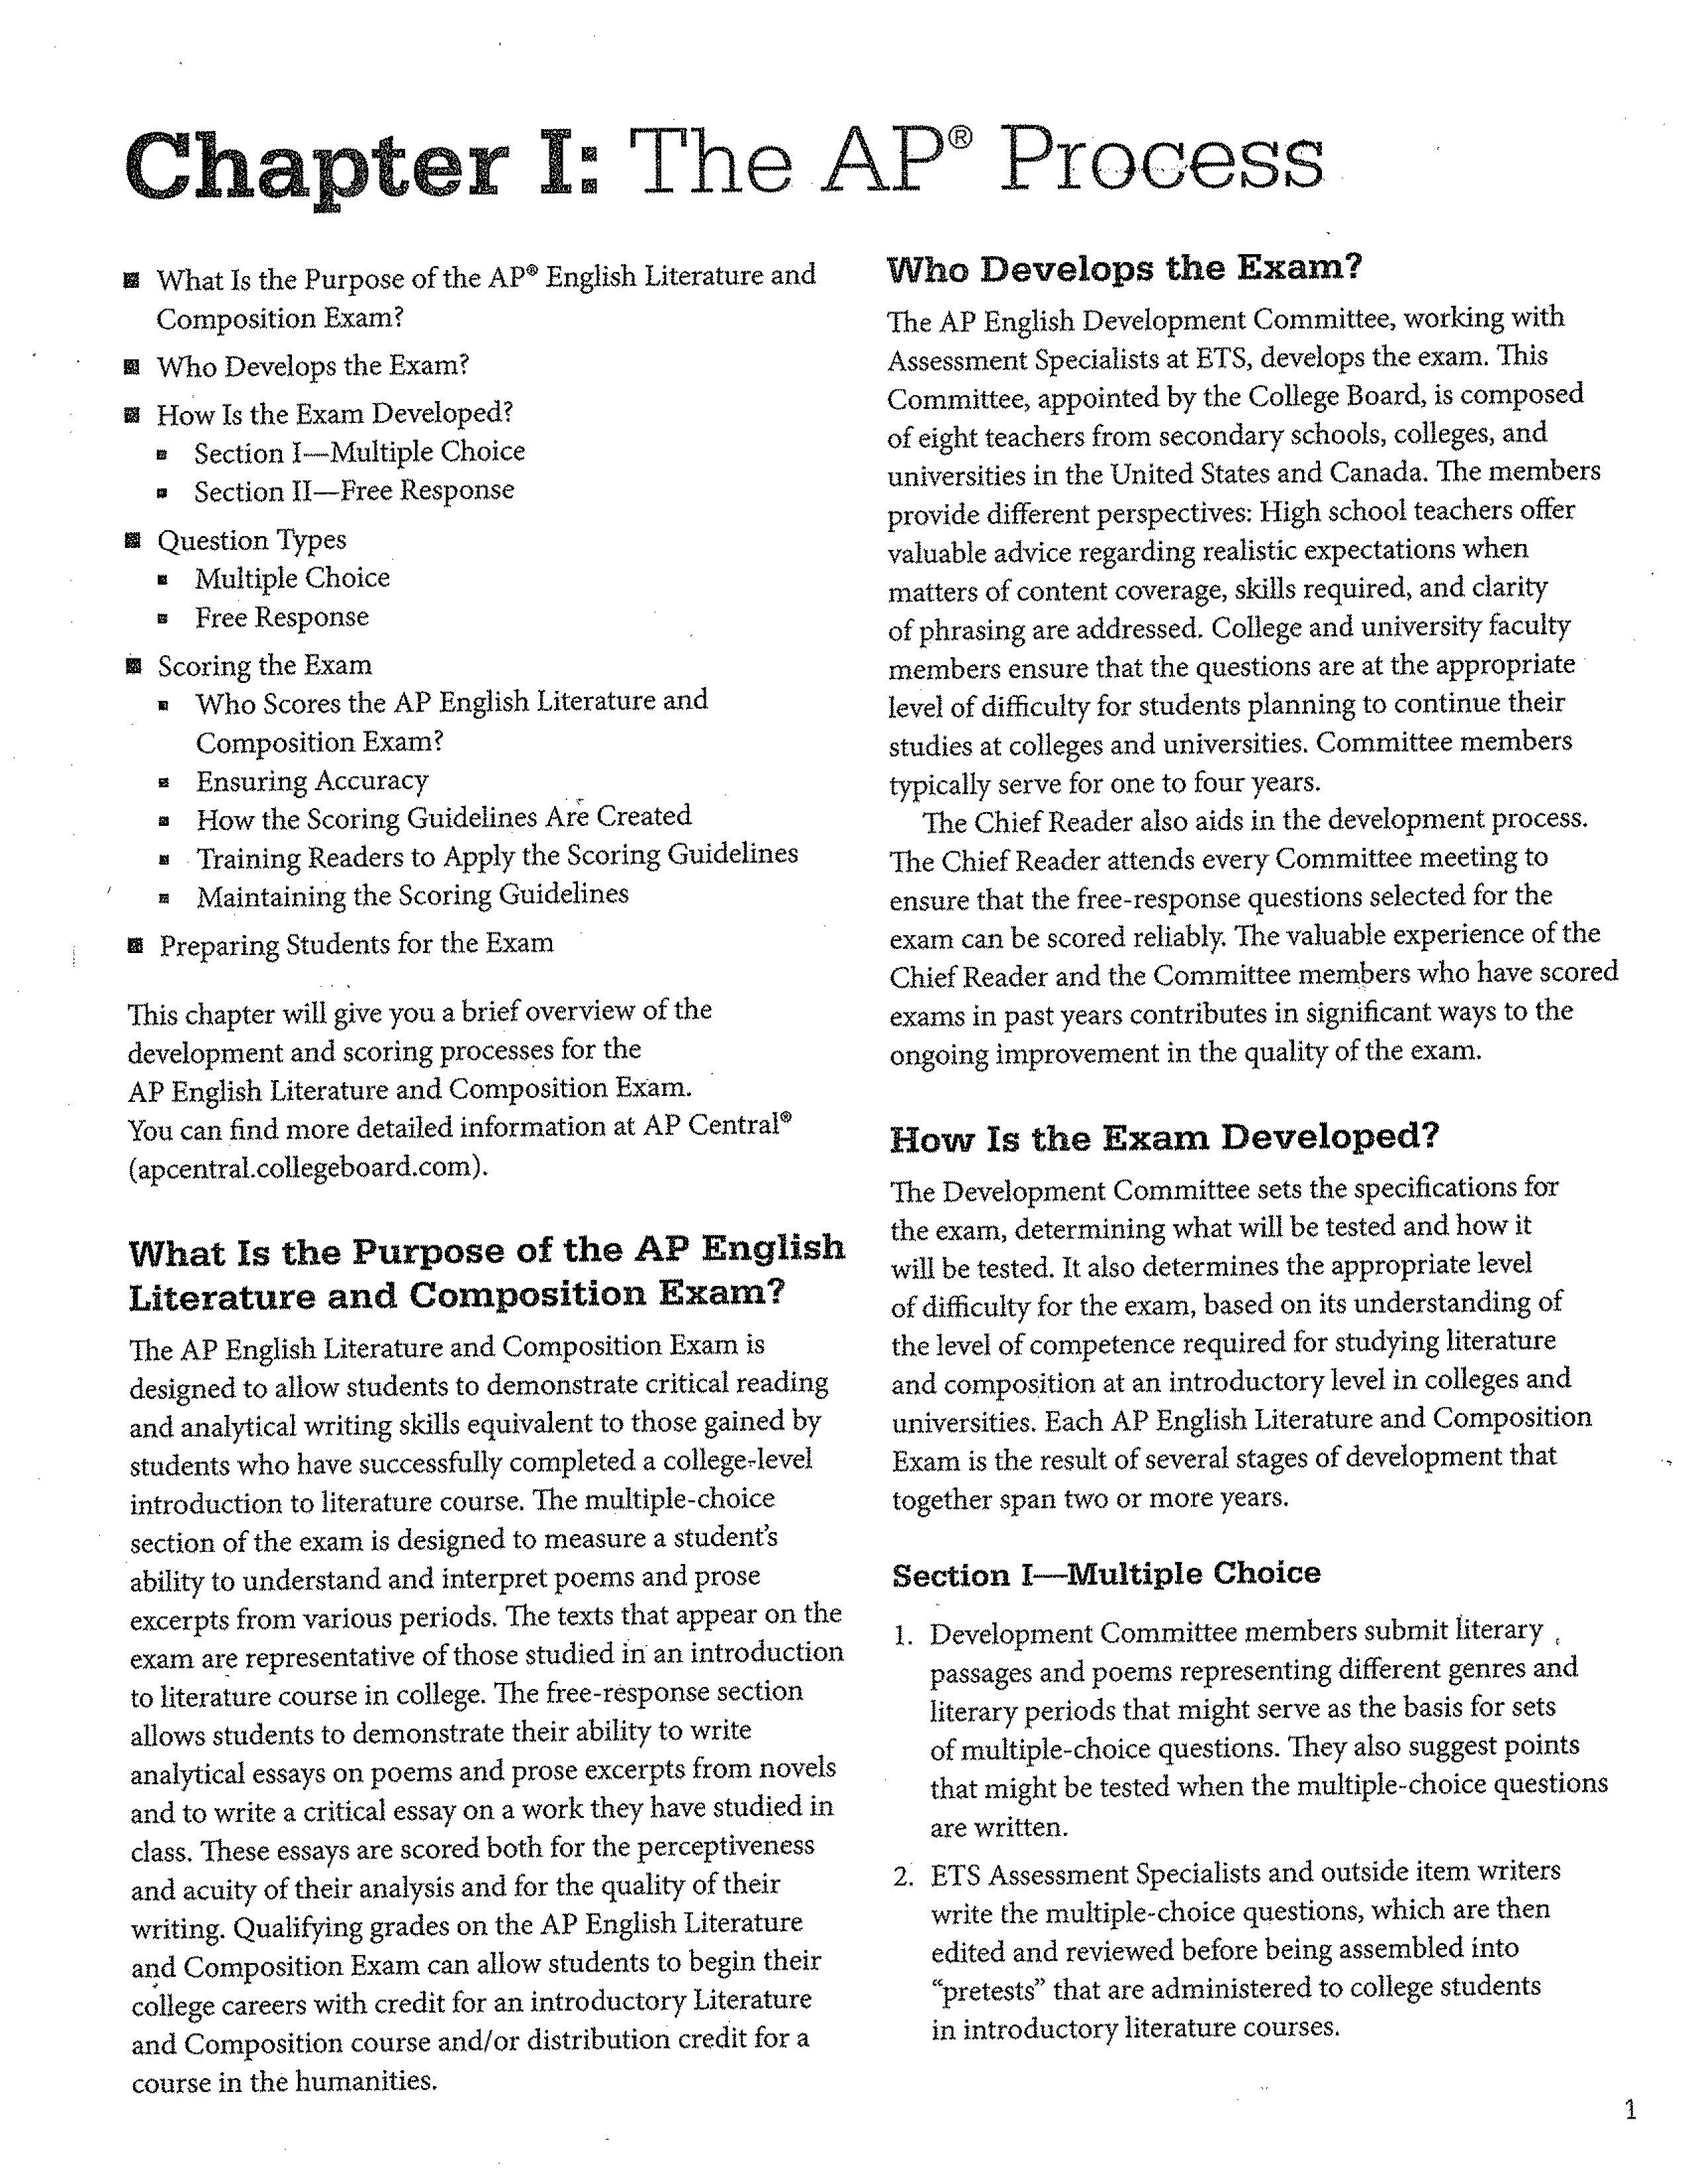 Chapter I: The AP® Process
■ What Is the Purpose of the AP® English Literature and
Composition Exam?
■ Who Develops the Exam?
■ How Is the Exam Developed?
■ Section I—Multiple Choice
■ Section II—Free Response
■ Question Types
■ Multiple Choice
■ Free Response
■ Scoring the Exam
■ Who Scores the AP English Literature and
Composition Exam?
■ Ensuring Accuracy
■ How the Scoring Guidelines Are Created
■ Training Readers to Apply the Scoring Guidelines
■ Maintaining the Scoring Guidelines
■ Preparing Students for the Exam
This chapter will give you a brief overview of the
development and scoring processes for the
AP English Literature and Composition Exam.
You can find more detailed information at AP Central®
(apcentral.collegeboard.com).
What Is the Purpose of the AP English
Literature and Composition Exam?
The AP English Literature and Composition Exam is
designed to allow students to demonstrate critical reading
and analytical writing skills equivalent to those gained by
students who have successfully completed a college-level
introduction to literature course. The multiple-choice
section of the exam is designed to measure a student's
ability to understand and interpret poems and prose
excerpts from various periods. The texts that appear on the
exam are representative of those studied in an introduction
to literature course in college. The free-response section
allows students to demonstrate their ability to write
analytical essays on poems and prose excerpts from novels
and to write a critical essay on a work they have studied in
class. These essays are scored both for the perceptiveness
and acuity of their analysis and for the quality of their
writing. Qualifying grades on the AP English Literature
and Composition Exam can allow students to begin their
college careers with credit for an introductory Literature
and Composition course and/or distribution credit for a
course in the humanities.
Who Develops the Exam?
The AP English Development Committee, working with
Assessment Specialists at ETS, develops the exam. This
Committee, appointed by the College Board, is composed
of eight teachers from secondary schools, colleges, and
universities in the United States and Canada. The members
provide different perspectives: High school teachers offer
valuable advice regarding realistic expectations when
matters of content coverage, skills required, and clarity
of phrasing are addressed. College and university faculty
members ensure that the questions are at the appropriate
level of difficulty for students planning to continue their
studies at colleges and universities. Committee members
typically serve for one to four years.
The Chief Reader also aids in the development process.
The Chief Reader attends every Committee meeting to
ensure that the free-response questions selected for the
exam can be scored reliably. The valuable experience of the
Chief Reader and the Committee members who have scored
exams in past years contributes in significant ways to the
ongoing improvement in the quality of the exam.
How Is the Exam Developed?
The Development Committee sets the specifications for
the exam, determining what will be tested and how it
will be tested. It also determines the appropriate level
of difficulty for the exam, based on its understanding of
the level of competence required for studying literature
and composition at an introductory level in colleges and
universities. Each AP English Literature and Composition
Exam is the result of several stages of development that
together span two or more years.
Section I—Multiple Choice
1. Development Committee members submit literary
passages and poems representing different genres and
literary periods that might serve as the basis for sets
of multiple-choice questions. They also suggest points
that might be tested when the multiple-choice questions
are written.
2. ETS Assessment Specialists and outside item writers
write the multiple-choice questions, which are then
edited and reviewed before being assembled into
“pretests” that are administered to college students
in introductory literature courses.
1